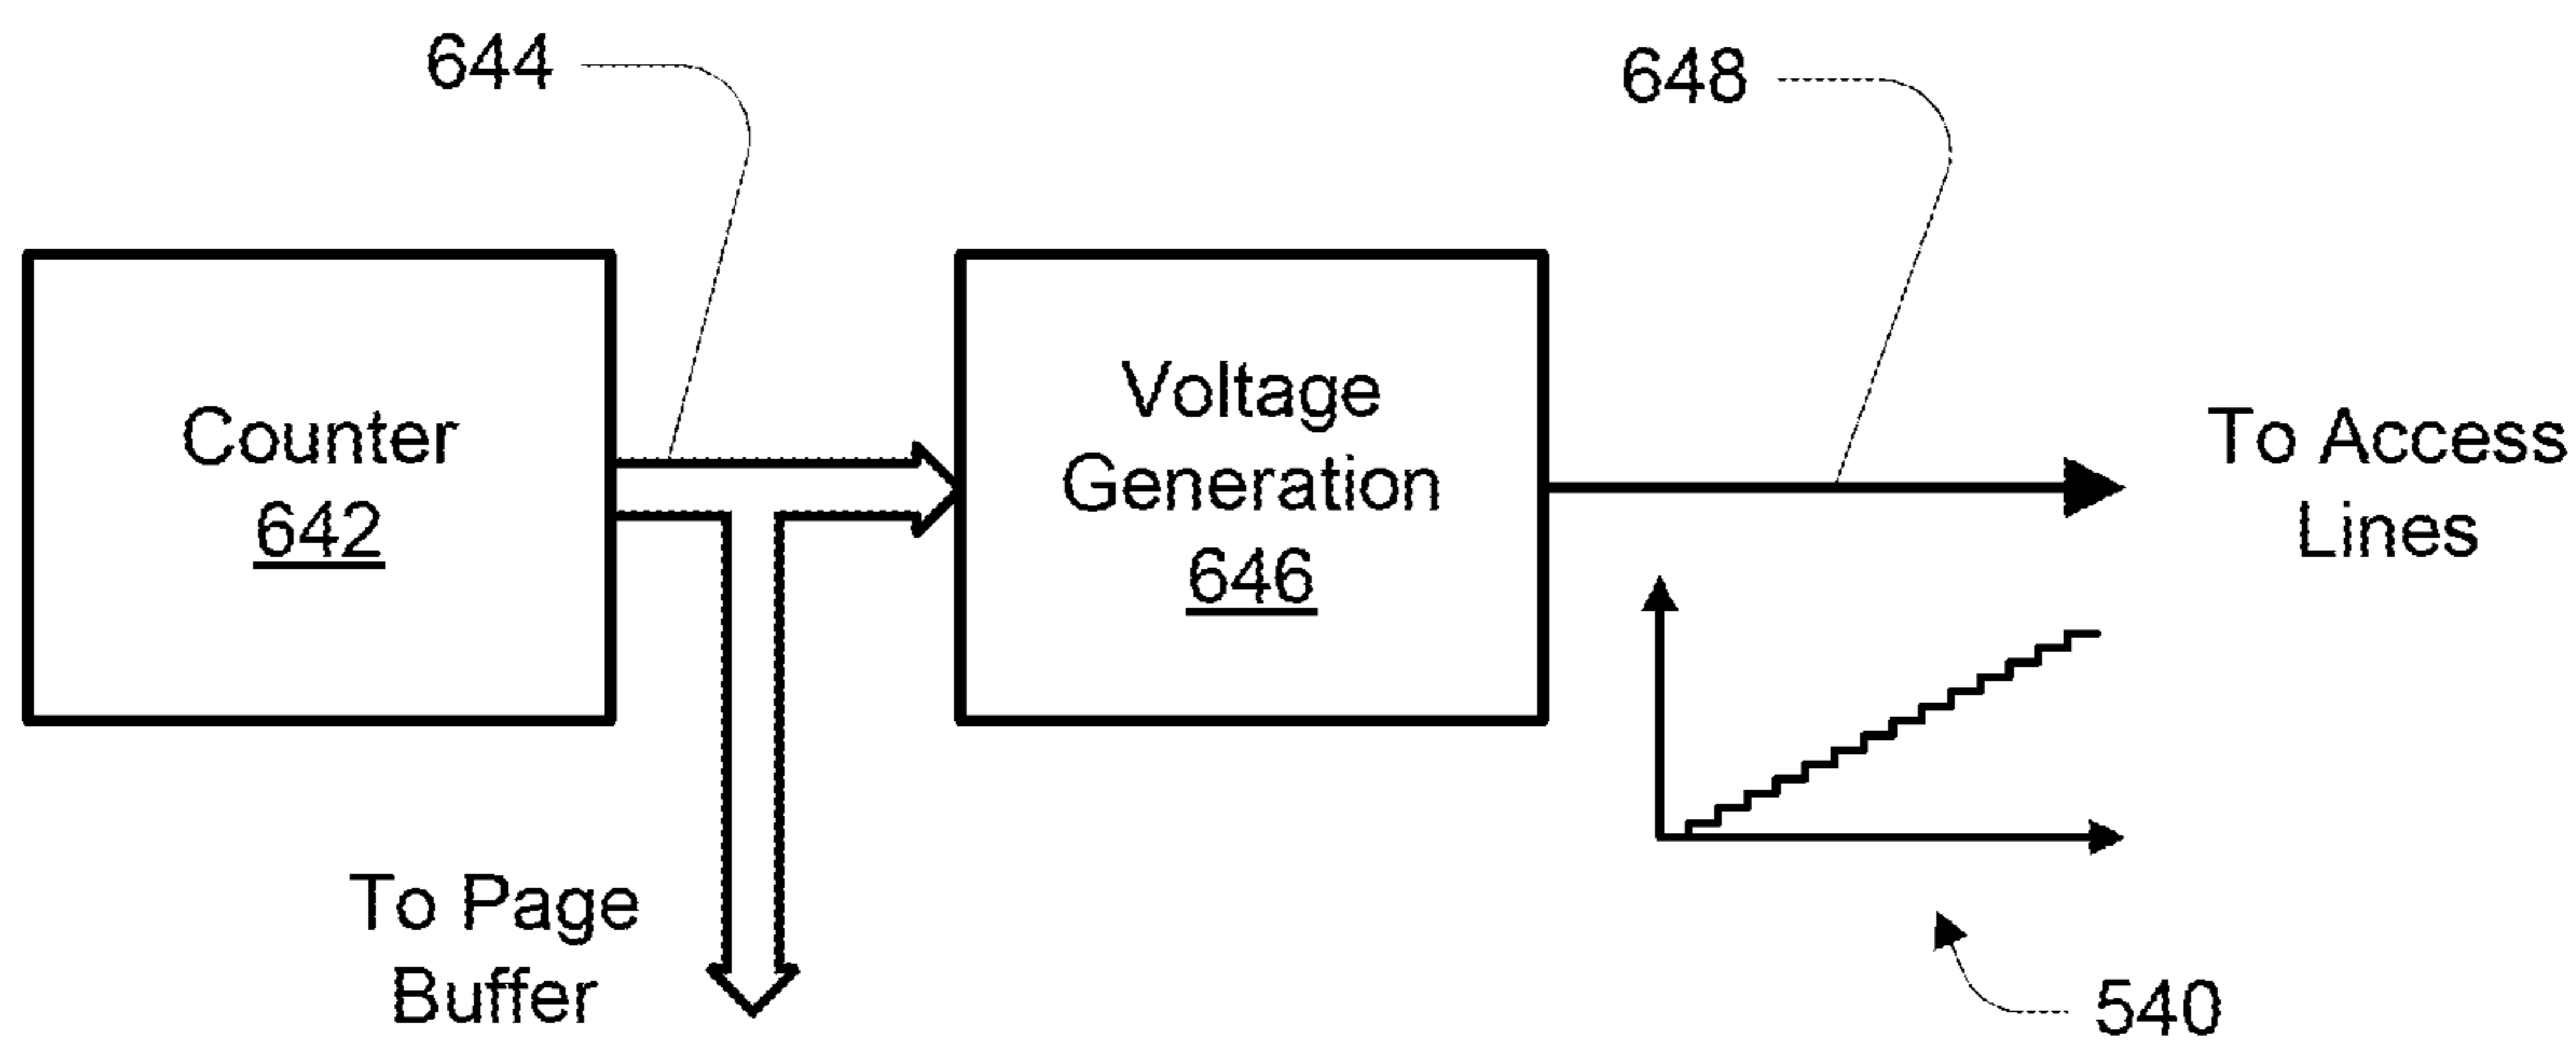 644
648
Counter
642
Voltage
Generation
646
To Access
Lines
To Page
Buffer
540